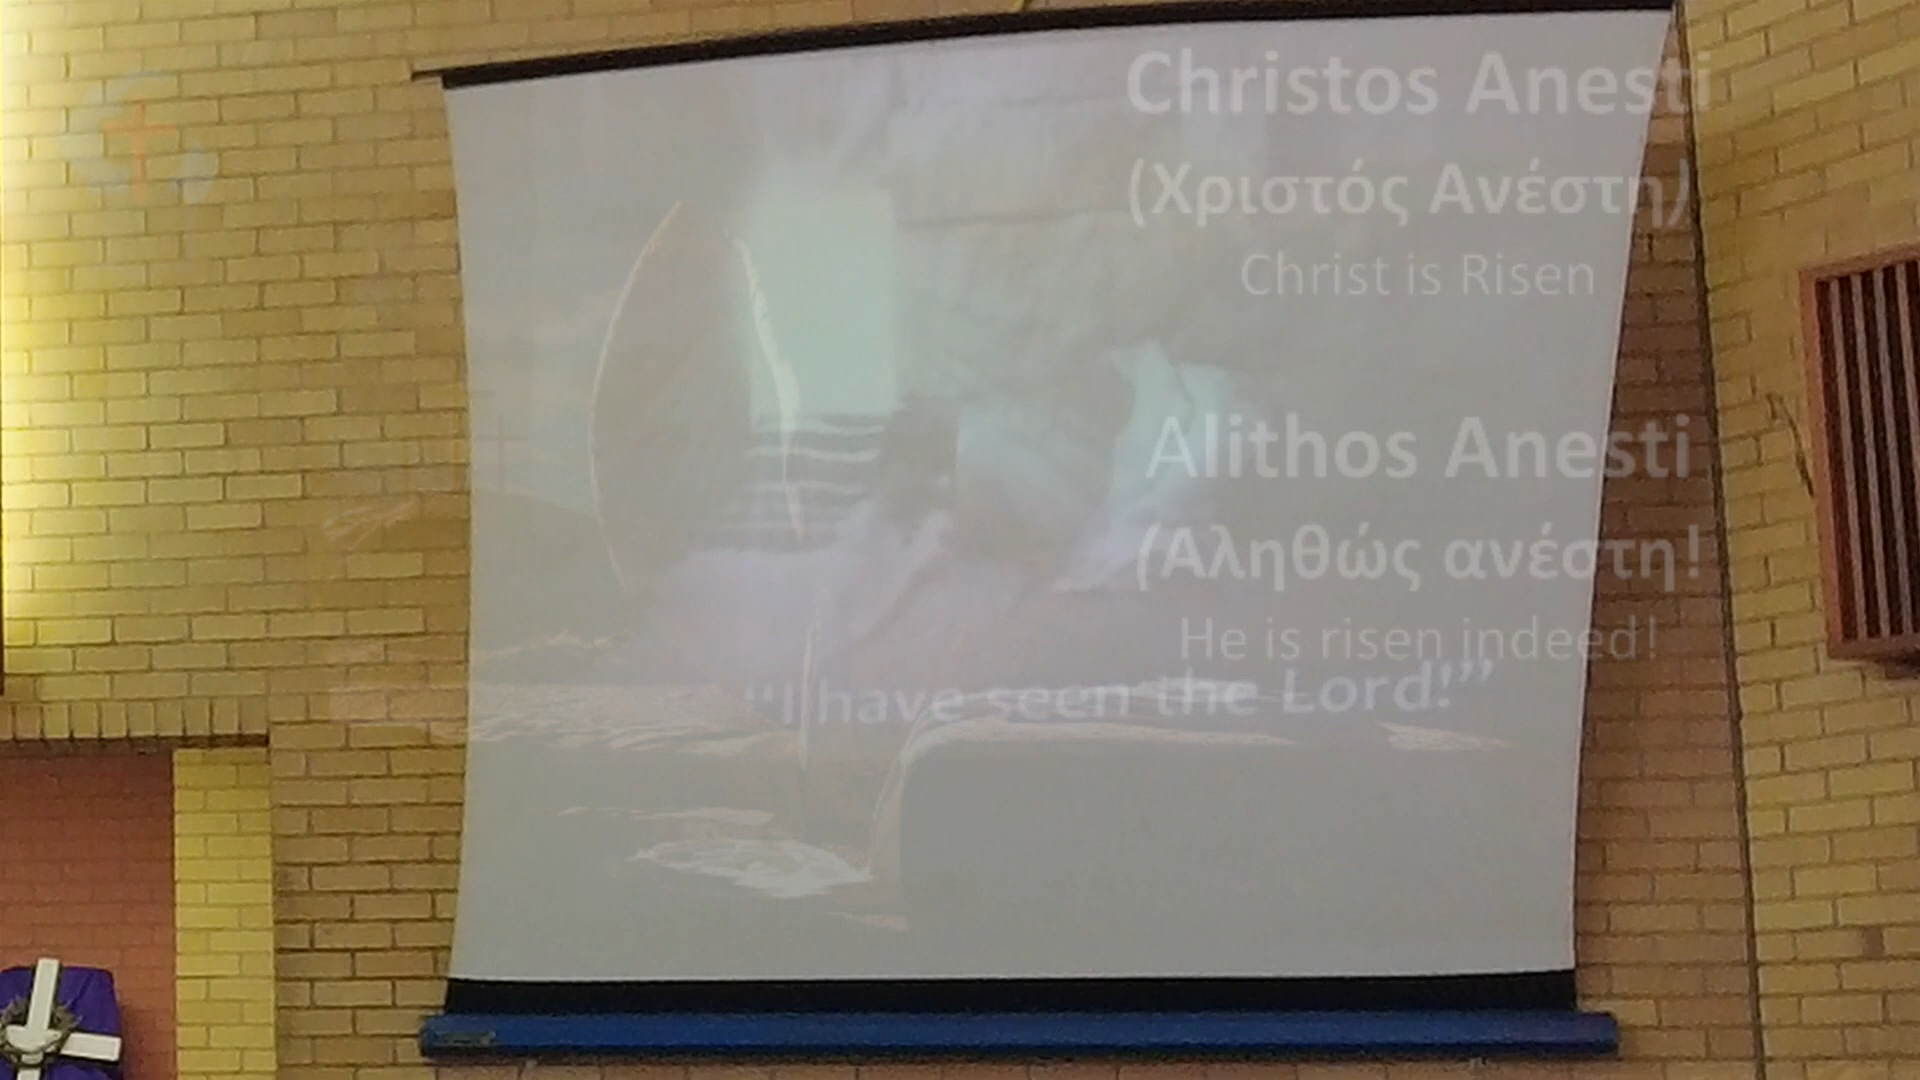 Christos Anesti
(Χριστός Ανέστη)
Christ is Risen
Alithos Anesti
(Αληθώς ανέστη!
He is risen indeed!
“I have seen the Lord!”